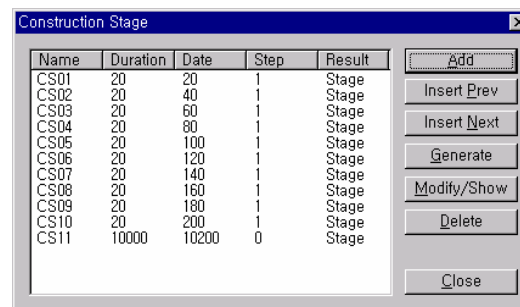 Construction Stage
Name Duration Date Step Result
CS01 20 20 1 Stage
CS02 20 40 1 Stage
CS03 20 60 1 Stage
CS04 20 80 1 Stage
CS05 20 100 1 Stage
CS06 20 120 1 Stage
CS07 20 140 1 Stage
CS08 20 160 1 Stage
CS09 20 180 1 Stage
CS10 20 200 1 Stage
CS11 10000 10200 0 Stage
Add
Insert Prev
Insert Next
Generate
Modify/Show
Delete
Close